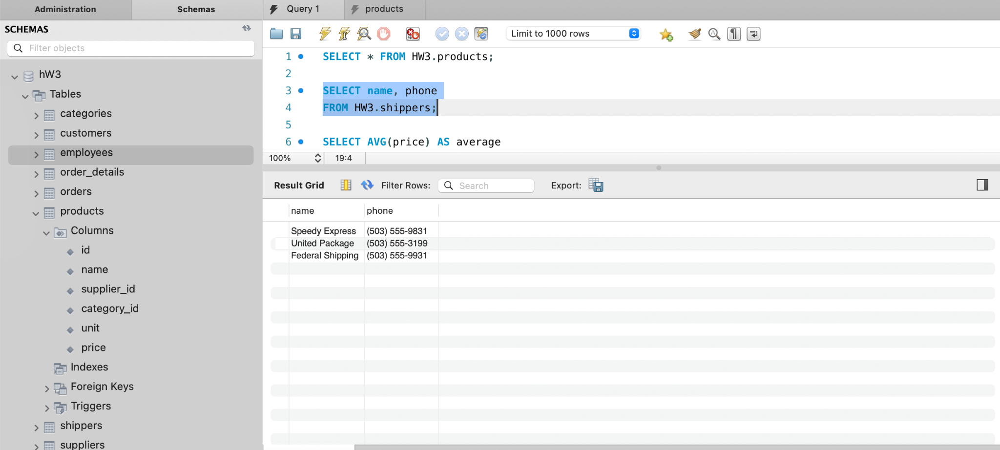 Administration
Schemas
SCHEMAS
Filter objects
hW3
Tables
categories
customers
employees
order_details
orders
products
Columns
id
name
supplier_id
category_id
unit
price
Indexes
Foreign Keys
Triggers
shippers
suppliers
Query 1
products
Limit to 1000 rows
1 SELECT * FROM HW3.products;
2
3 SELECT name, phone
4 FROM HW3.shippers;
5
6 SELECT AVG(price) AS average
100% 19:4
Result Grid Filter Rows: Search Export:
name phone
Speedy Express (503) 555-9831
United Package (503) 555-3199
Federal Shipping (503) 555-9931